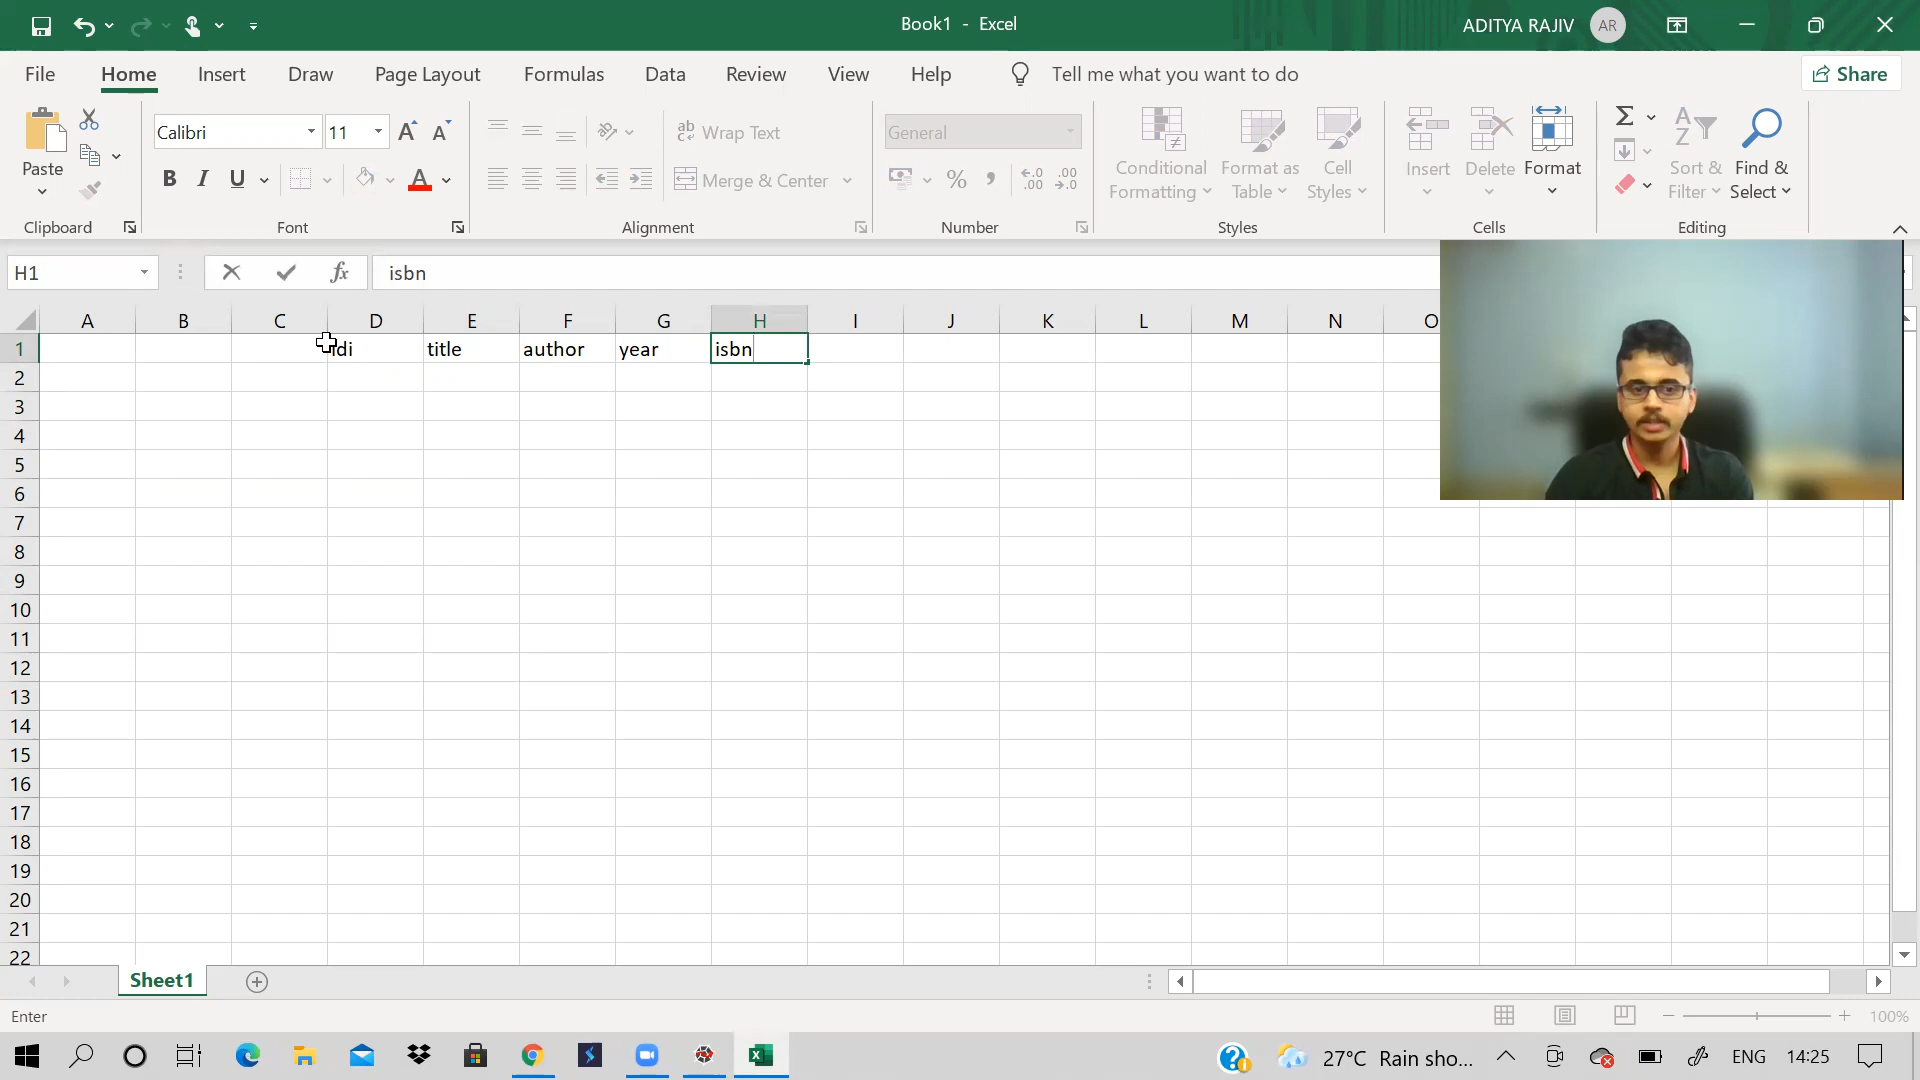 Book1 - Excel
ADITYA RAJIV AR
File Home Insert Draw Page Layout Formulas Data Review View Help Tell me what you want to do Share
Calibri 11 A A ab Wrap Text General
Paste B I U A Merge & Center % , Conditional Formatting Format as Table Cell Styles Insert Delete Format Sort & Filter Find & Select
Clipboard Font Alignment Number Styles Cells Editing
H1 fx isbn
A B C D E F G H I J K L M N O
1 idi title author year isbn
2
3
4
5
6
7
8
9
10
11
12
13
14
15
16
17
18
19
20
21
22
Sheet1
Enter 100%
27°C Rain sho... ENG 14:25